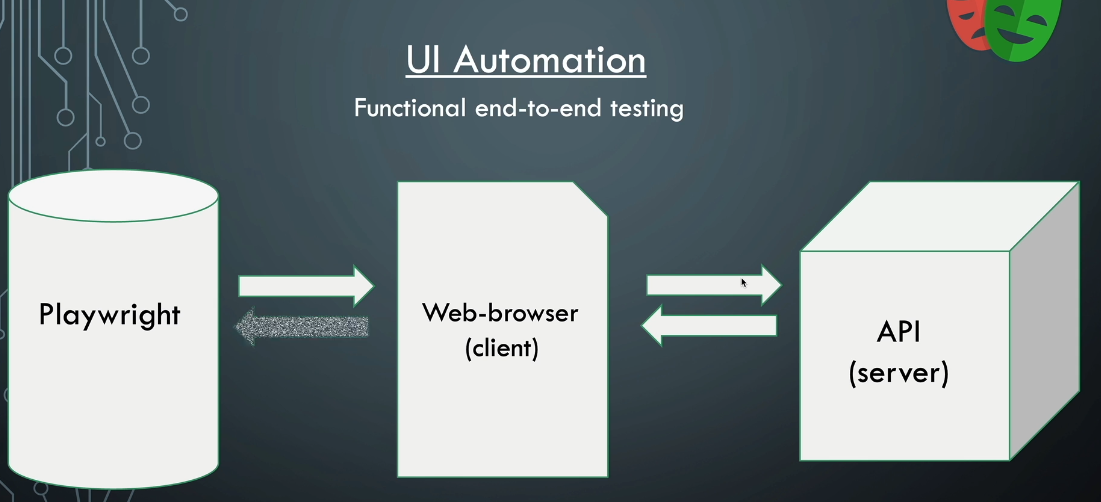 UI Automation
Functional end-to-end testing
Playwright
Web-browser
(client)
API
(server)